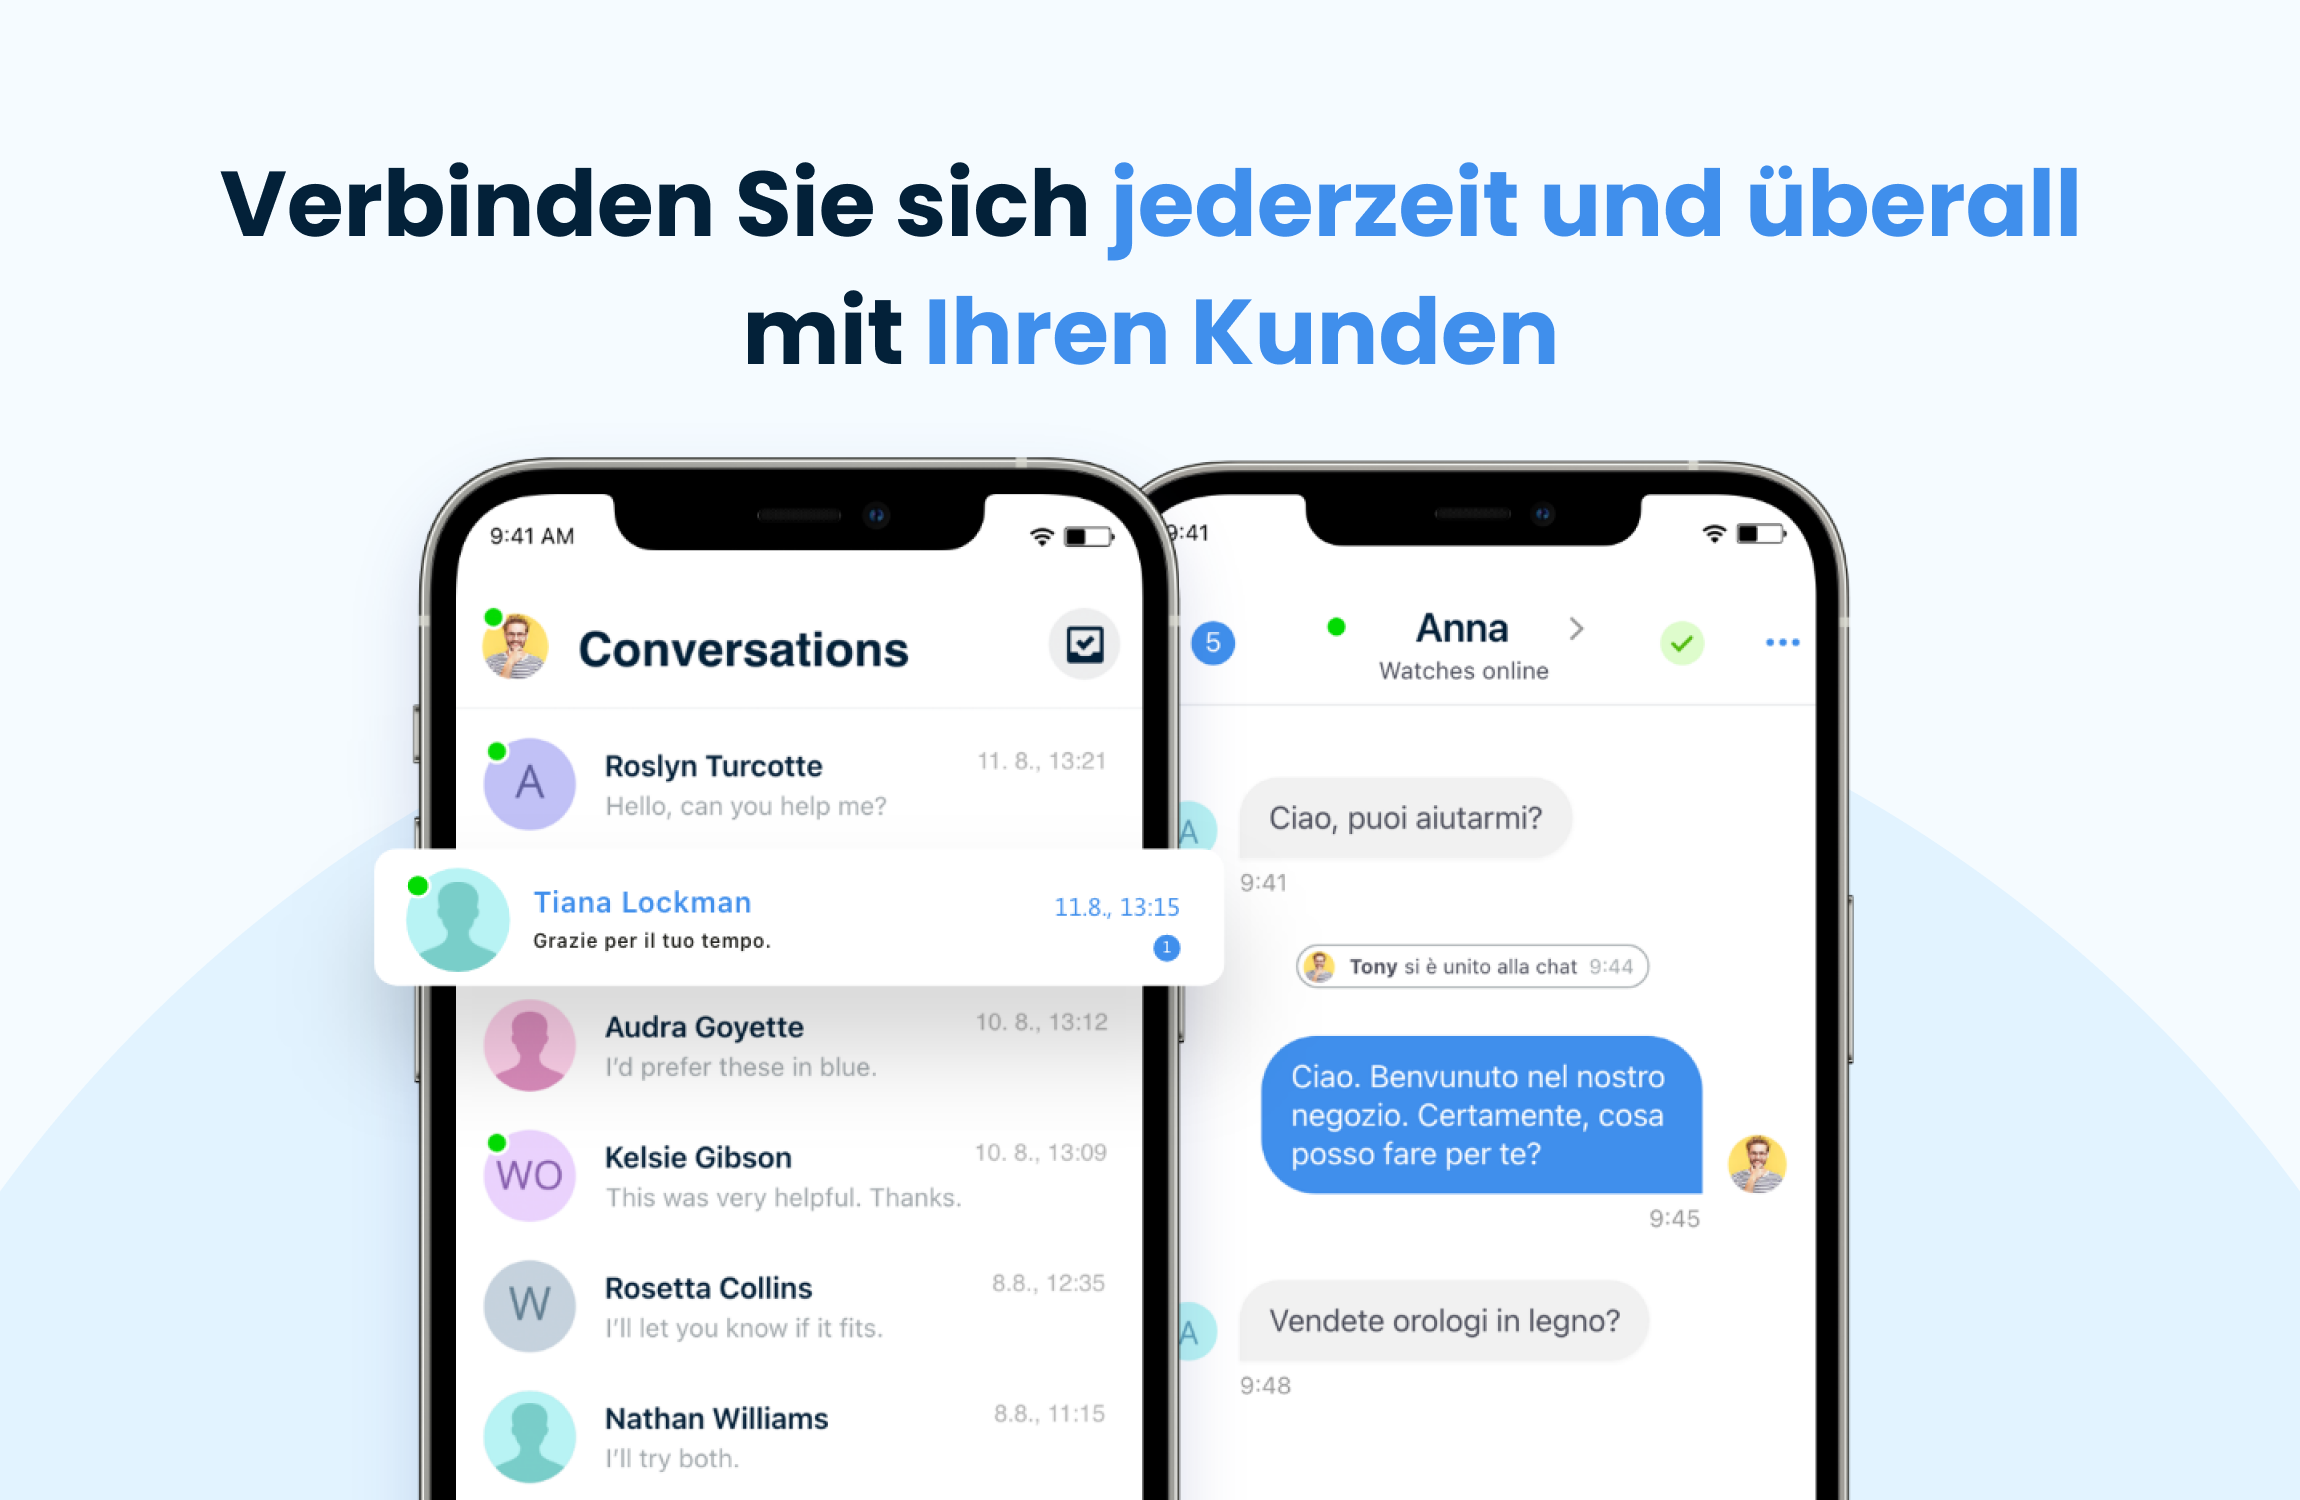 Verbinden Sie sich jederzeit und überall
mit Ihren Kunden
9:41 AM
Conversations
A
Roslyn Turcotte
11. 8., 13:21
Hello, can you help me?
Tiana Lockman
11.8., 13:15
Grazie per il tuo tempo.
1
Audra Goyette
10. 8., 13:12
I'd prefer these in blue.
WO
Kelsie Gibson
10. 8., 13:09
This was very helpful. Thanks.
W
Rosetta Collins
8.8., 12:35
I'll let you know if it fits.
Nathan Williams
8.8., 11:15
I'll try both.
9:41
5
Anna
Watches online
A
Ciao, puoi aiutarmi?
9:41
Tony si è unito alla chat 9:44
Ciao. Benvunuto nel nostro
negozio. Certamente, cosa
posso fare per te?
9:45
A
Vendete orologi in legno?
9:48